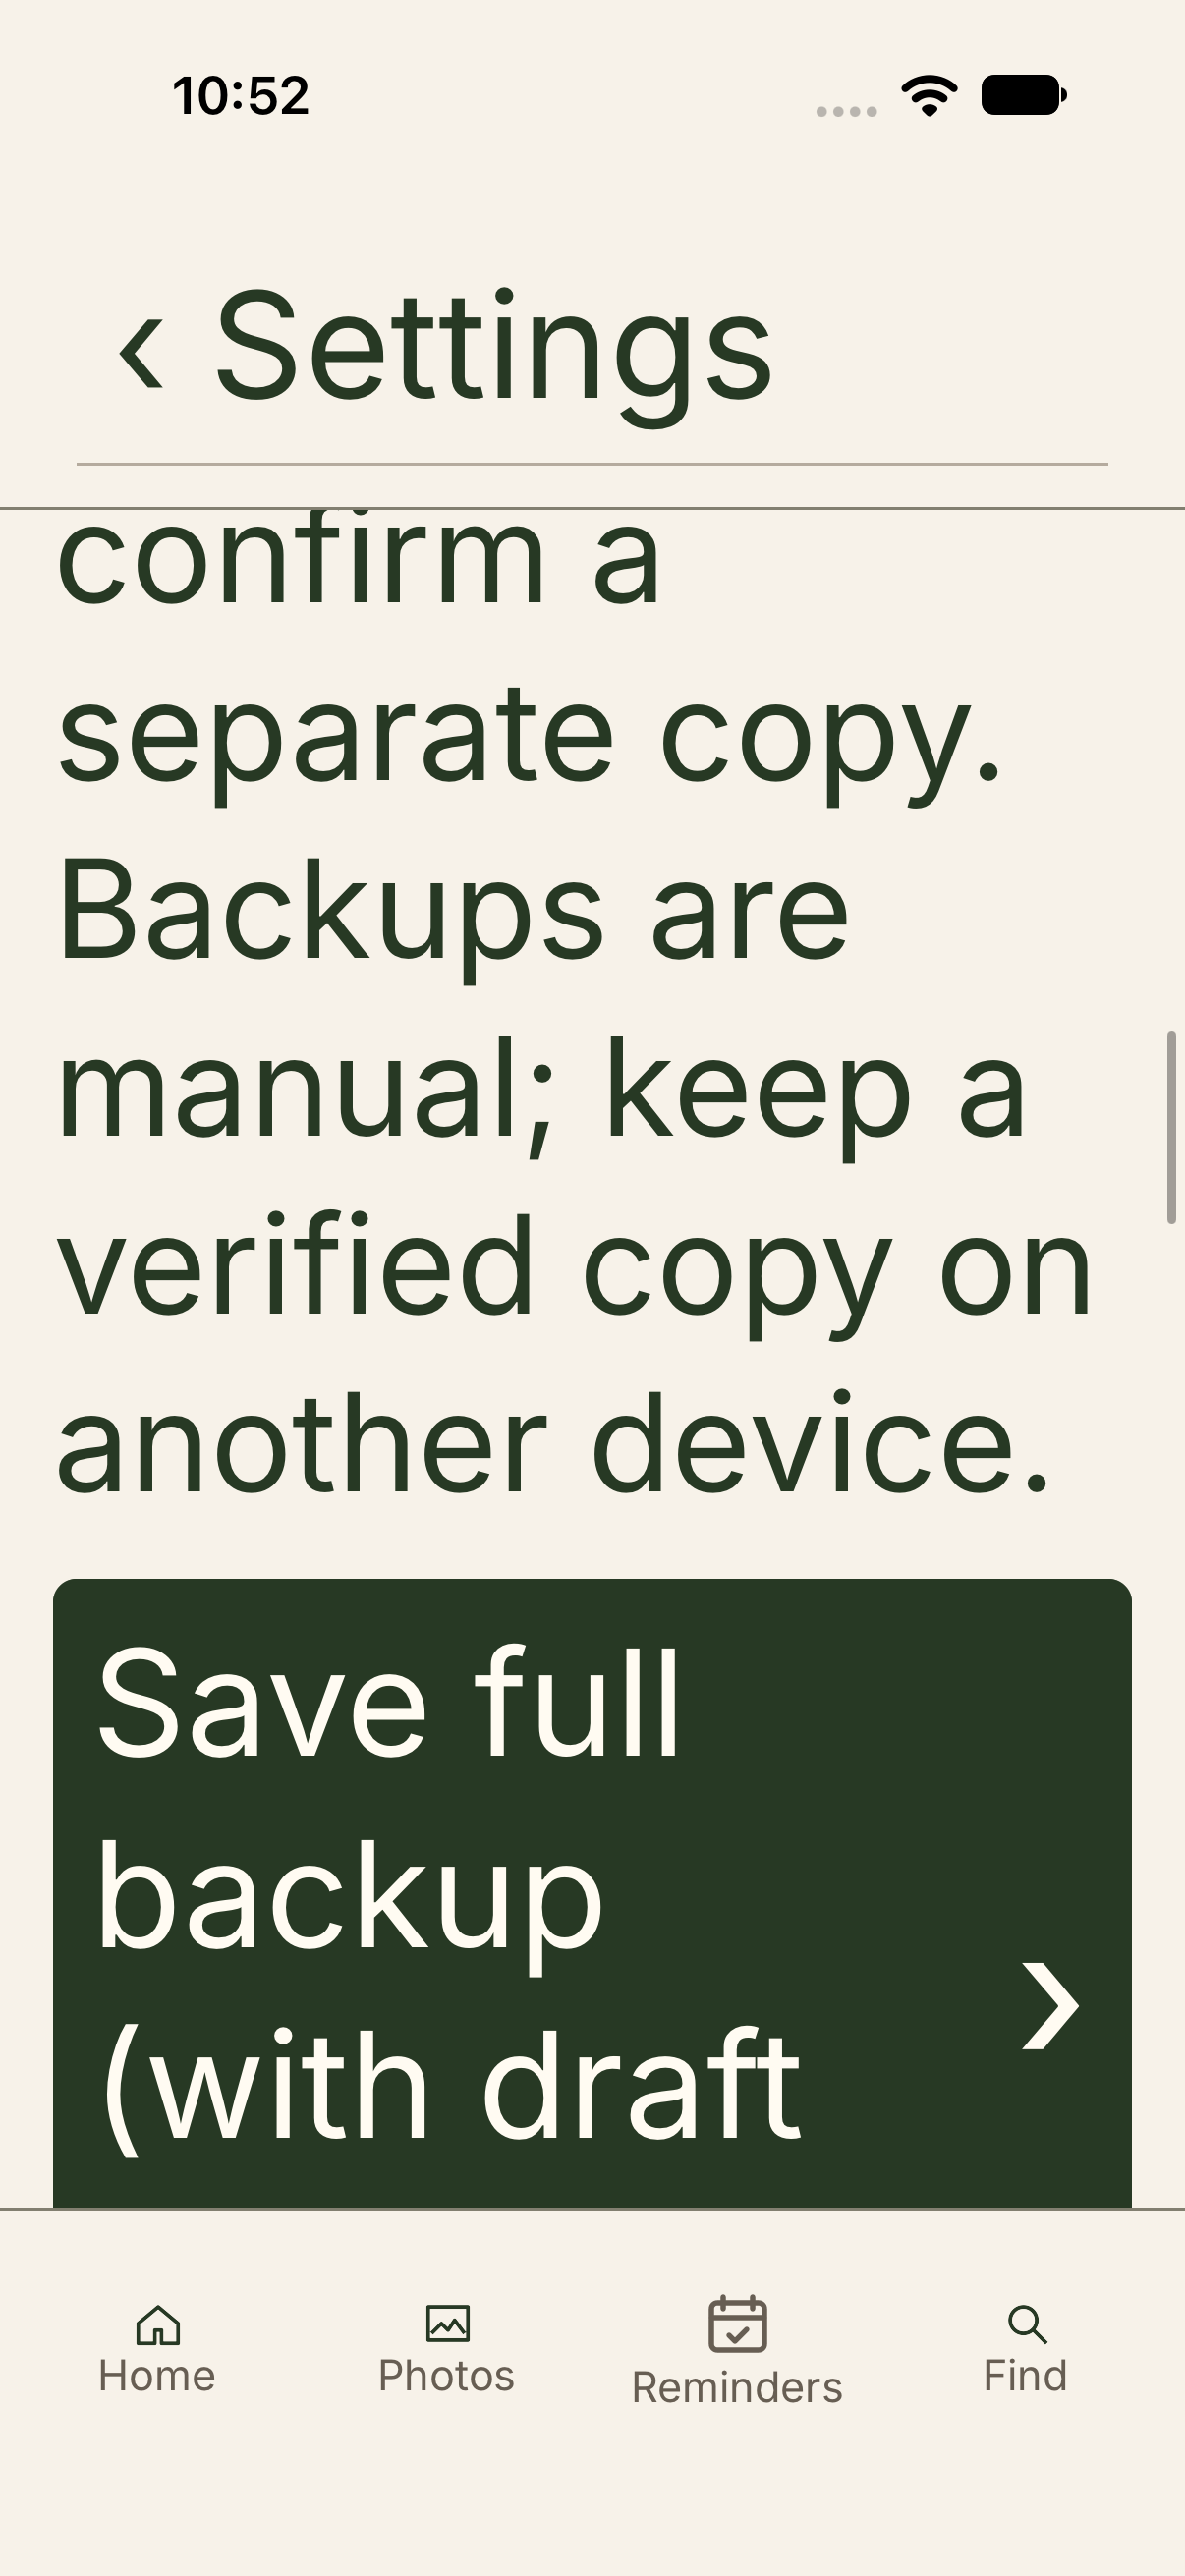 10:52
‹ Settings
confirm a
separate copy.
Backups are
manual; keep a
verified copy on
another device.
Save full
backup
(with draft
›
Home
Photos
Reminders
Find